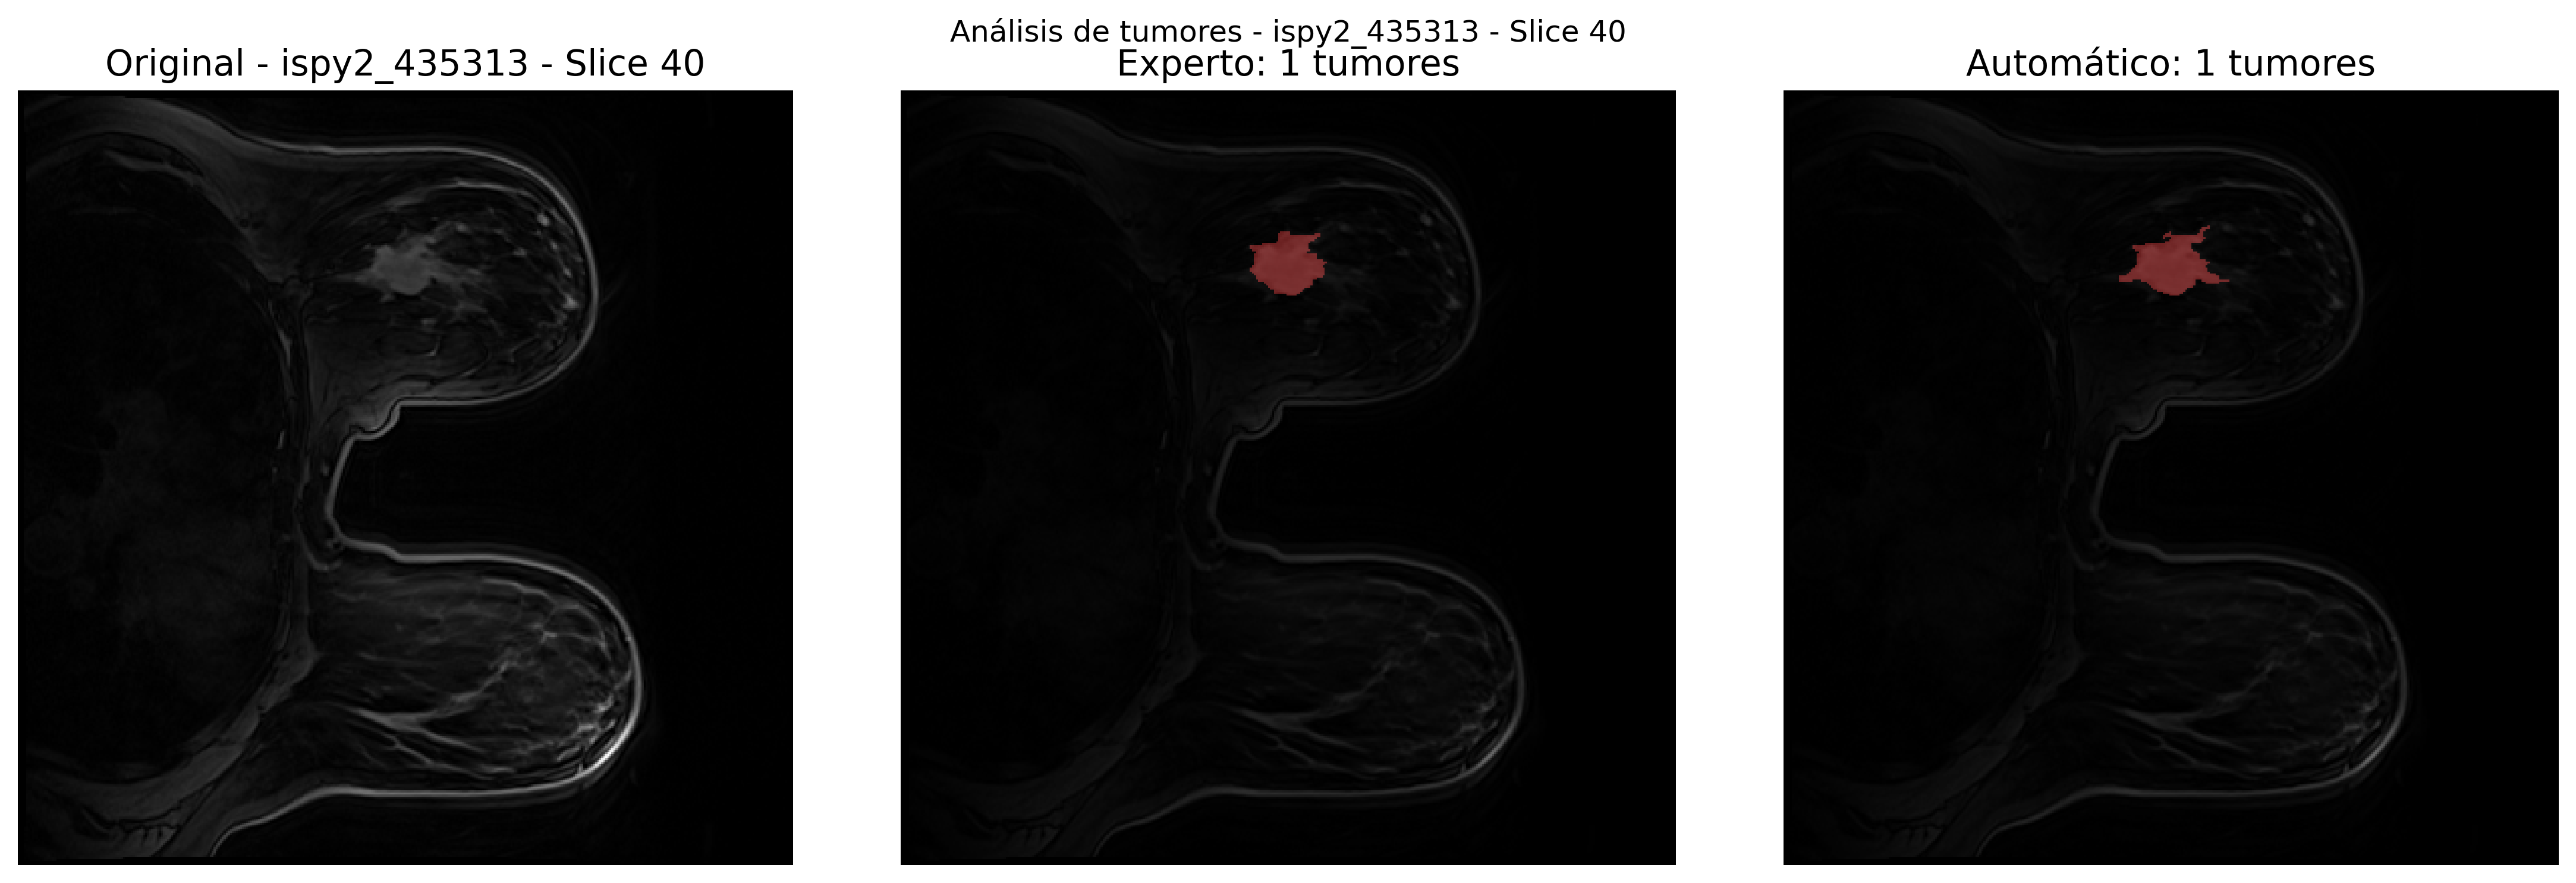 Análisis de tumores - ispy2_435313 - Slice 40
Original - ispy2_435313 - Slice 40
Experto: 1 tumores
Automático: 1 tumores